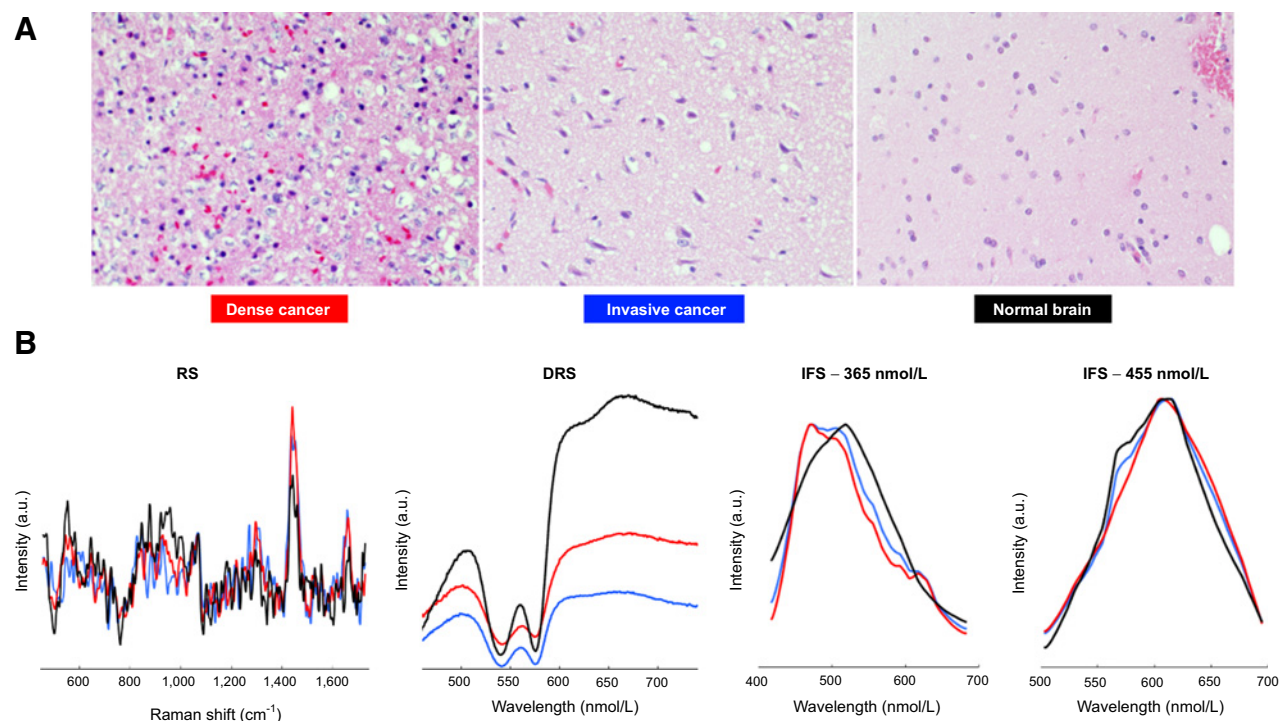 A
Dense cancer
Invasive cancer
Normal brain
B
RS
DRS
IFS – 365 nmol/L
IFS – 455 nmol/L
Intensity (a.u.)
Intensity (a.u.)
Intensity (a.u.)
Intensity (a.u.)
600 800 1,000 1,200 1,400 1,600
500 550 600 650 700
400 500 600 700
500 550 600 650 700
Raman shift (cm⁻¹)
Wavelength (nmol/L)
Wavelength (nmol/L)
Wavelength (nmol/L)